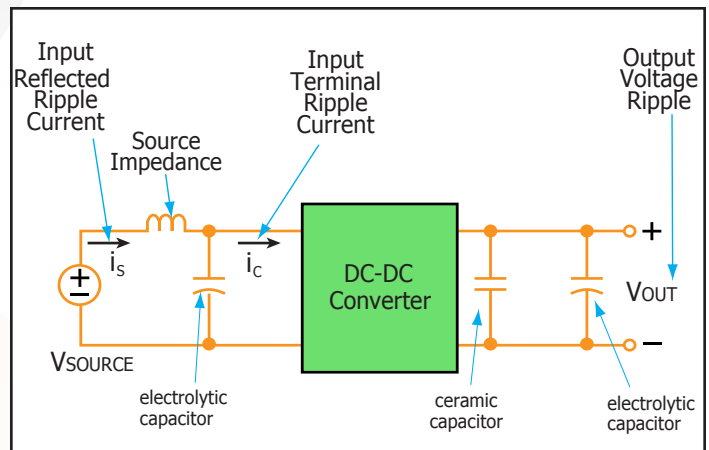 Input
Reflected
Ripple
Current
Source
Impedance
Input
Terminal
Ripple
Current
Output
Voltage
Ripple
iS
iC
DC-DC
Converter
+
−
+
VOUT
−
VSOURCE
electrolytic
capacitor
ceramic
capacitor
electrolytic
capacitor